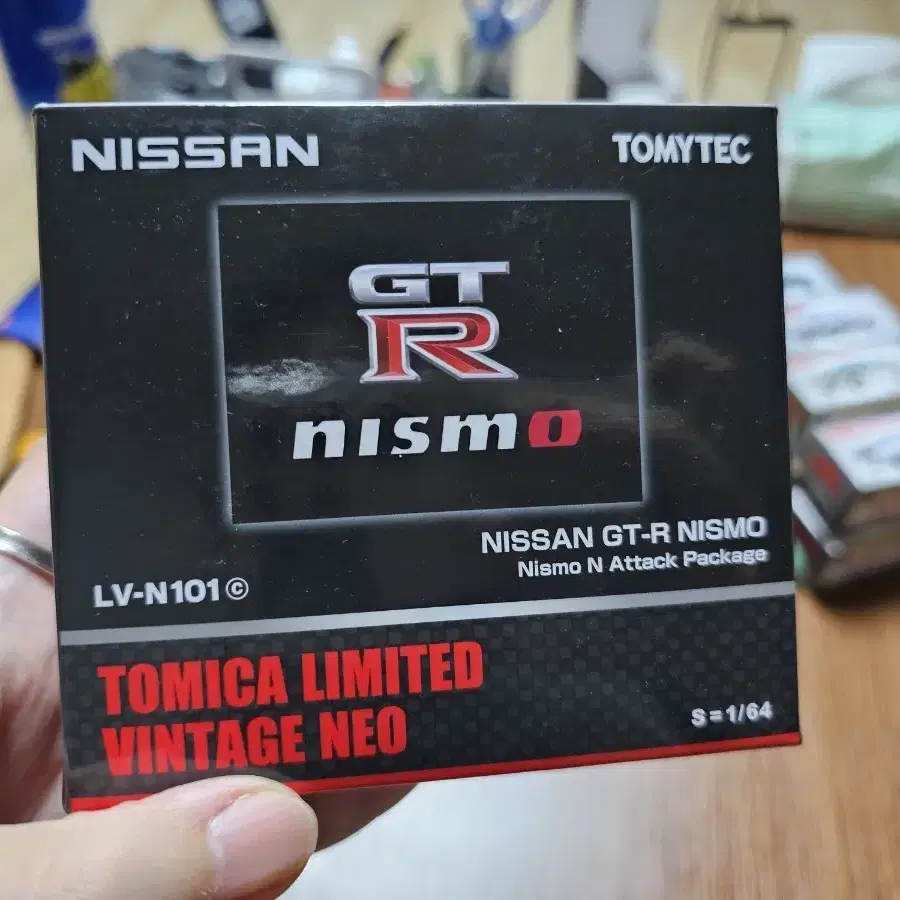 NISSAN
TOMYTEC
GT
R
nismo
NISSAN GT-R NISMO
Nismo N Attack Package
LV-N101 ⓒ
TOMICA LIMITED
VINTAGE NEO
S=1/64